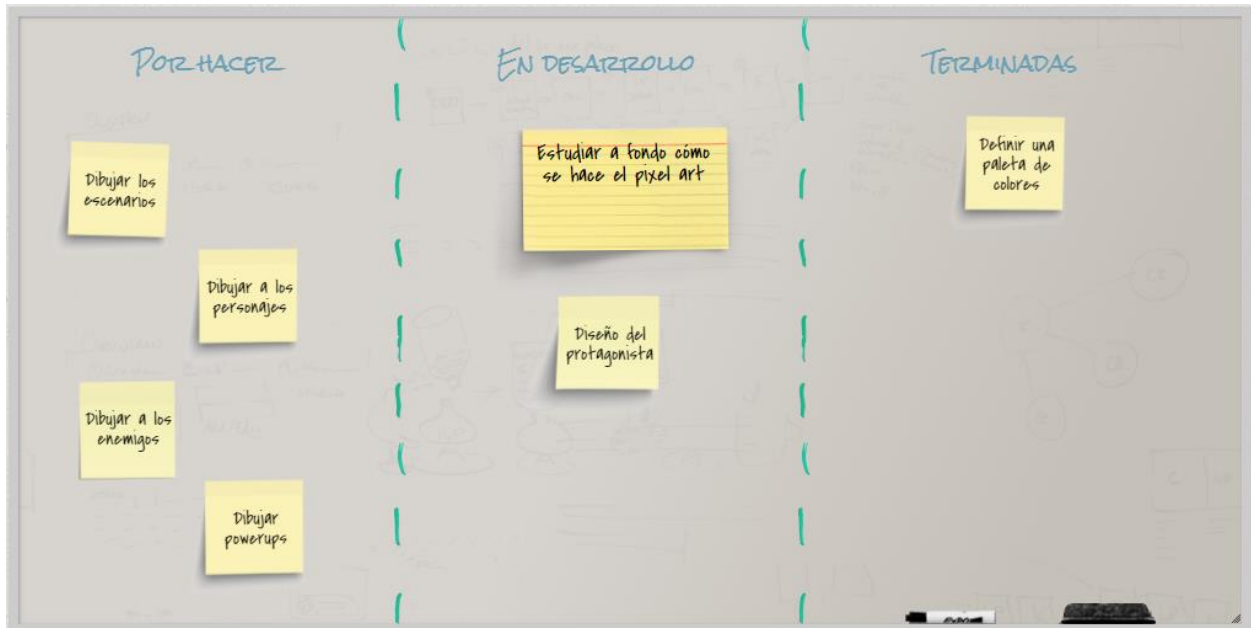 POR HACER
Dibujar los
escenarios
Dibujar a los
personajes
Dibujar a los
enemigos
Dibujar
powerups
EN DESARROLLO
Estudiar a fondo cómo
se hace el pixel art
Diseño del
protagonista
TERMINADAS
Definir una
paleta de
colores
EXPO